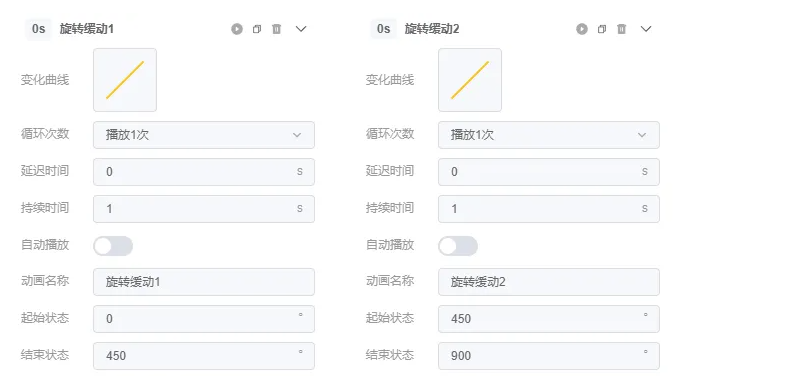 0s 旋转缓动1
变化曲线
循环次数 播放1次
延迟时间 0 s
持续时间 1 s
自动播放
动画名称 旋转缓动1
起始状态 0 °
结束状态 450 °
0s 旋转缓动2
变化曲线
循环次数 播放1次
延迟时间 0 s
持续时间 1 s
自动播放
动画名称 旋转缓动2
起始状态 450 °
结束状态 900 °